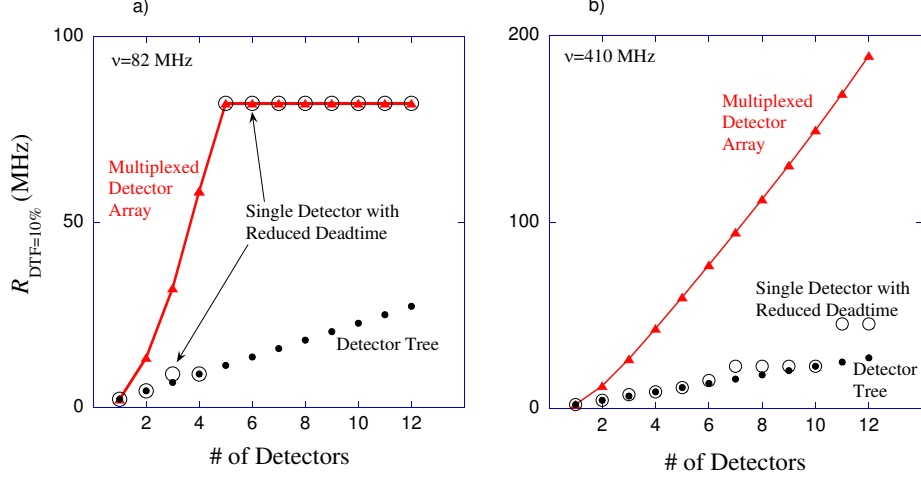 a)
100
50
0
ν=82 MHz
Multiplexed
Detector
Array
Single Detector with
Reduced Deadtime
Detector Tree
R_DTF=10% (MHz)
2 4 6 8 10 12
# of Detectors
b)
200
100
0
ν=410 MHz
Multiplexed
Detector
Array
Single Detector with
Reduced Deadtime
Detector
Tree
2 4 6 8 10 12
# of Detectors